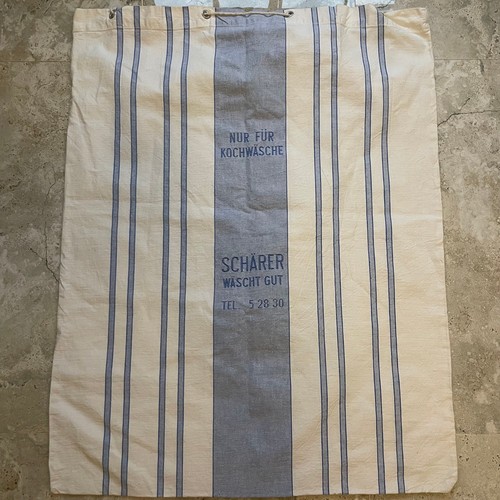 NUR FÜR
KOCHWÄSCHE
SCHÄRER
WÄSCHT GUT
TEL. 5 28 30